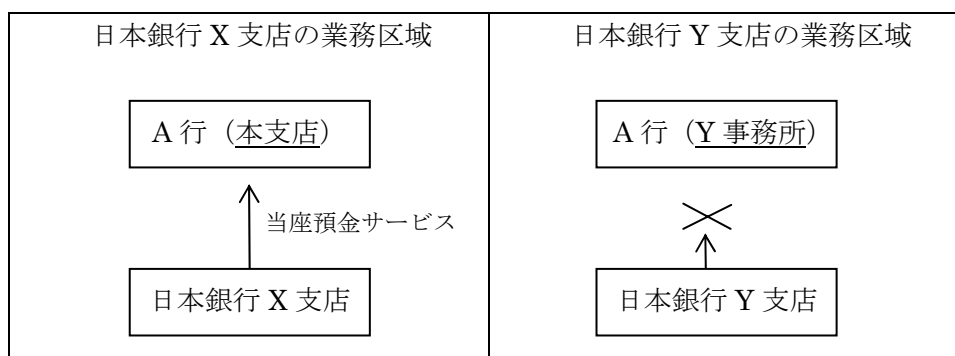 日本銀行 X 支店の業務区域
A 行（本支店）
当座預金サービス
日本銀行 X 支店
日本銀行 Y 支店の業務区域
A 行（Y 事務所）
日本銀行 Y 支店